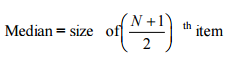 Median = size of (N + 1 / 2) th item